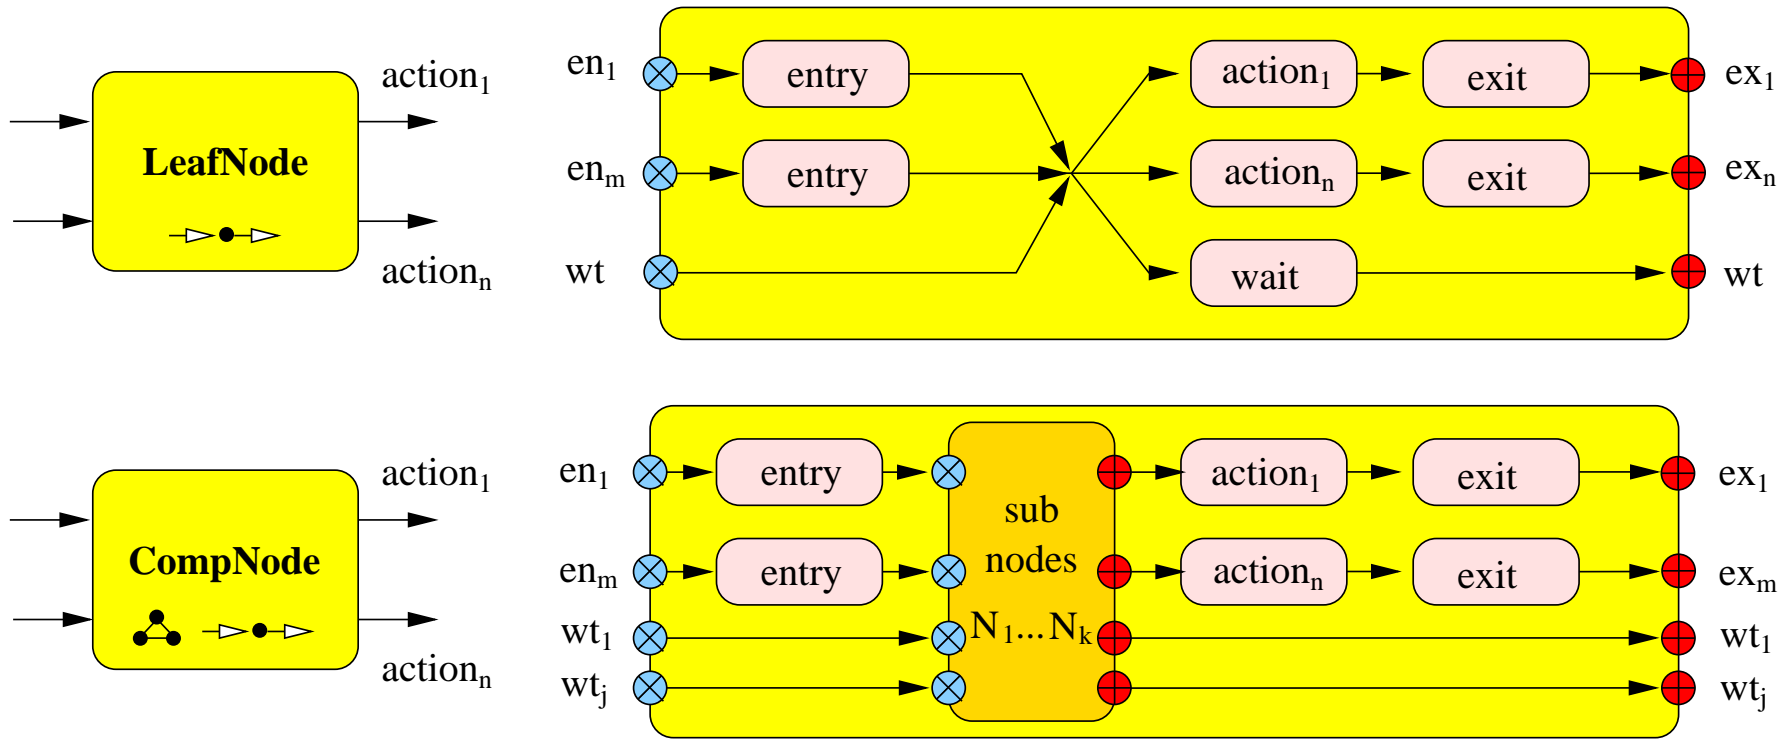 action₁
LeafNode
actionₙ
en₁ entry action₁ exit ex₁
enₘ entry actionₙ exit exₙ
wt wait wt
action₁
CompNode
actionₙ
en₁ entry action₁ exit ex₁
sub
nodes
enₘ entry actionₙ exit exₘ
wt₁ N₁...Nₖ wt₁
wtⱼ wtⱼ